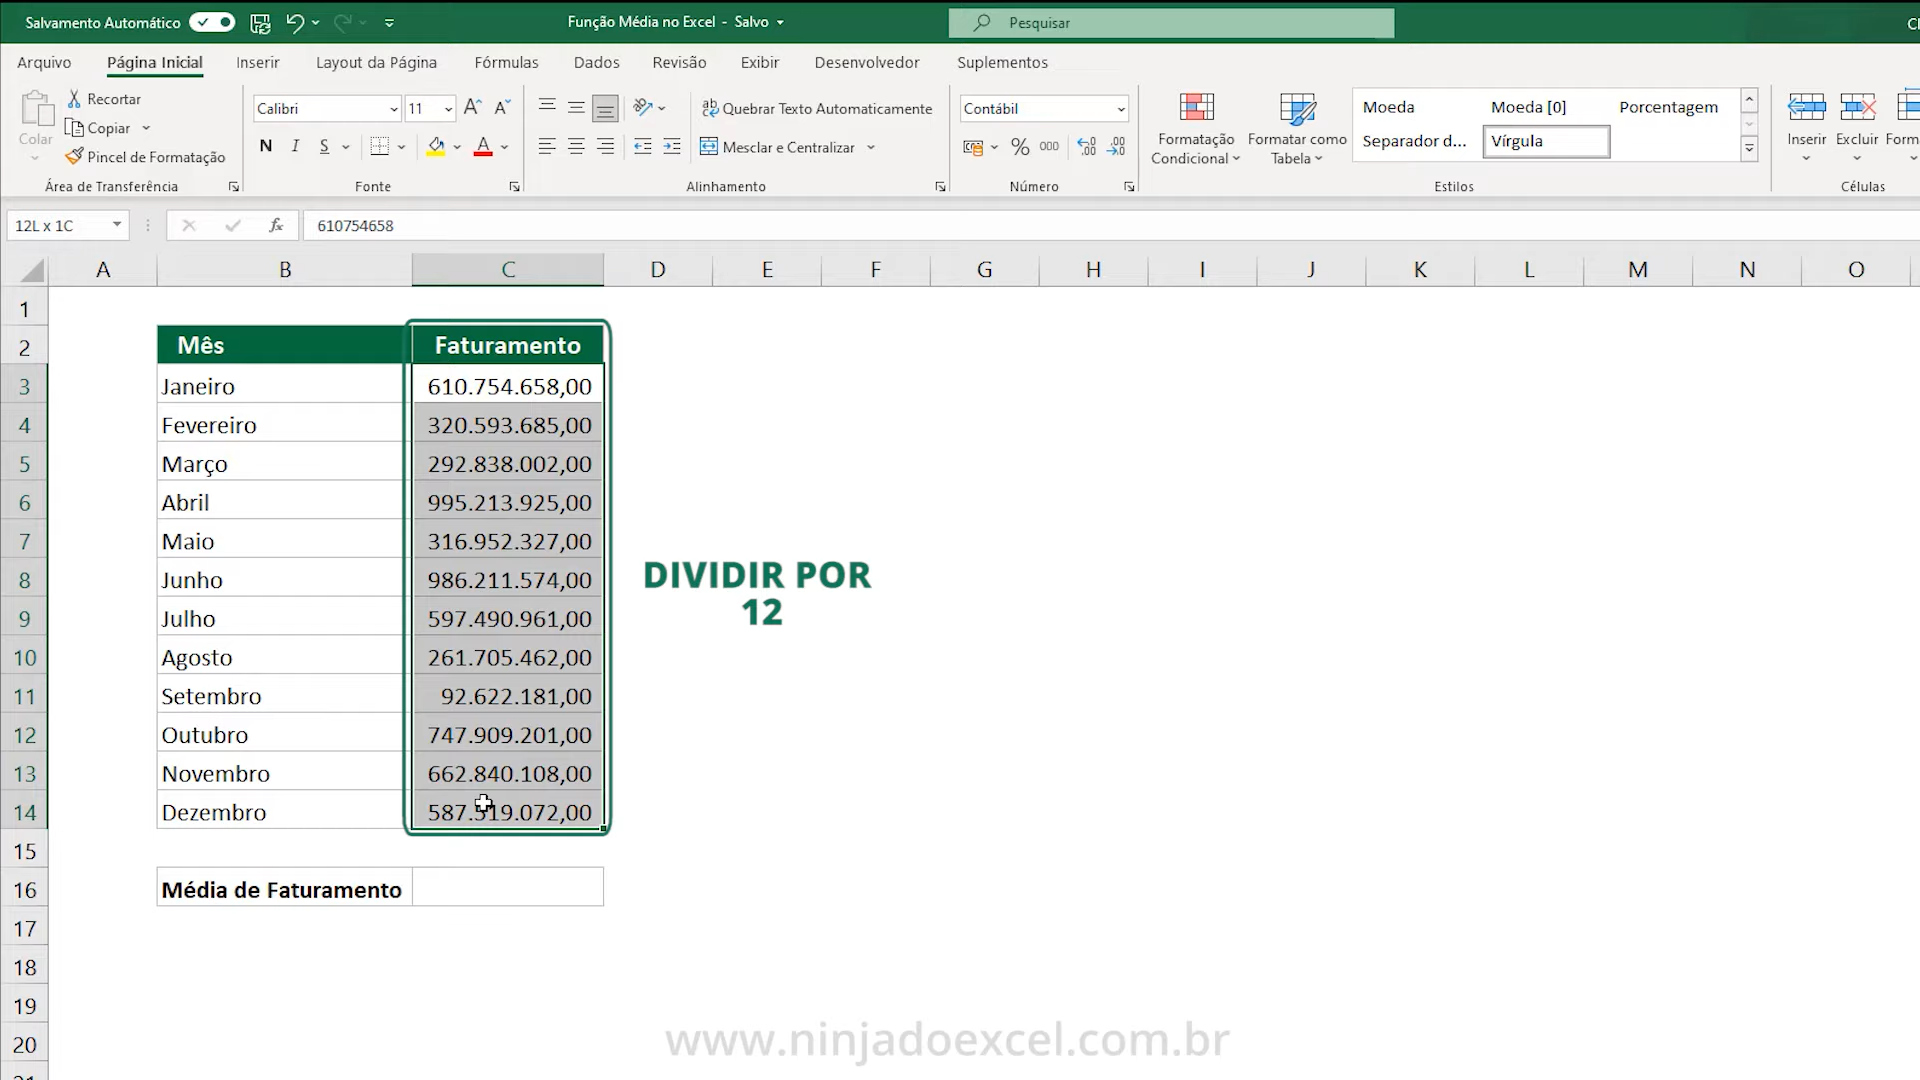 Salvamento Automático
Função Média no Excel - Salvo
Pesquisar
Arquivo Página Inicial Inserir Layout da Página Fórmulas Dados Revisão Exibir Desenvolvedor Suplementos
Colar
Recortar
Copiar
Pincel de Formatação
Área de Transferência
Calibri 11
N I S
Fonte
Quebrar Texto Automaticamente
Mesclar e Centralizar
Alinhamento
Contábil
% 000
Número
Formatação Condicional
Formatar como Tabela
Moeda Moeda [0] Porcentagem
Separador d... Vírgula
Estilos
Inserir Excluir
Células
12L x 1C fx 610754658
A B C D E F G H I J K L M N O
1
2 Mês Faturamento
3 Janeiro 610.754.658,00
4 Fevereiro 320.593.685,00
5 Março 292.838.002,00
6 Abril 995.213.925,00
7 Maio 316.952.327,00
8 Junho 986.211.574,00
9 Julho 597.490.961,00
10 Agosto 261.705.462,00
11 Setembro 92.622.181,00
12 Outubro 747.909.201,00
13 Novembro 662.840.108,00
14 Dezembro 587.519.072,00
15
16 Média de Faturamento
17
18
19
20
DIVIDIR POR
12
www.ninjadoexcel.com.br